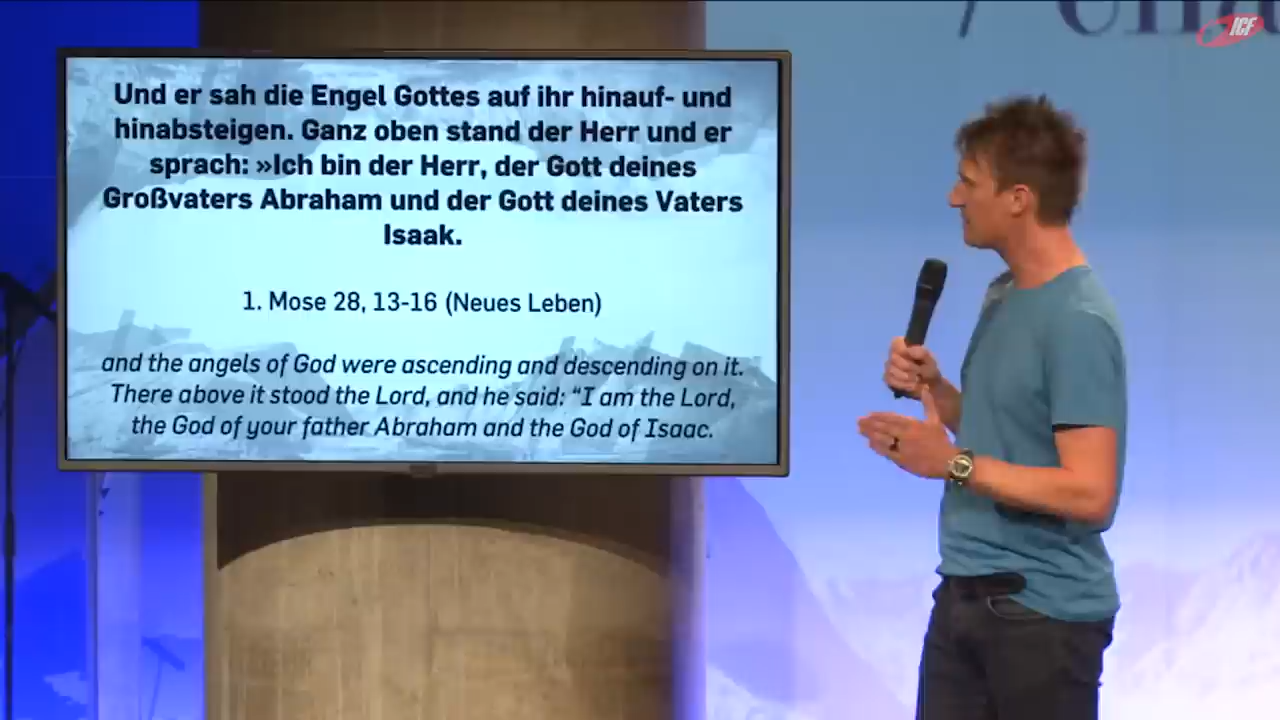 Und er sah die Engel Gottes auf ihr hinauf- und
hinabsteigen. Ganz oben stand der Herr und er
sprach: »Ich bin der Herr, der Gott deines
Großvaters Abraham und der Gott deines Vaters
Isaak.
1. Mose 28, 13-16 (Neues Leben)
and the angels of God were ascending and descending on it.
There above it stood the Lord, and he said: “I am the Lord,
the God of your father Abraham and the God of Isaac.
ICF